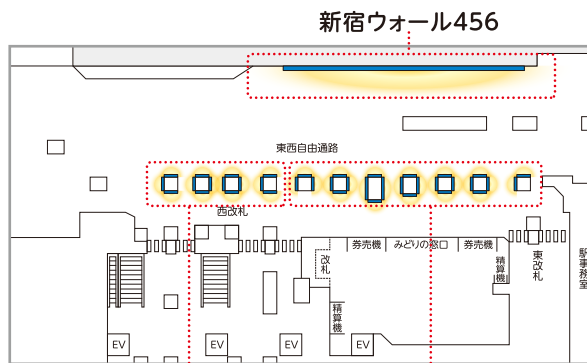 新宿ウォール456
東西自由通路
西改札
券売機
みどりの窓口
券売機
改札
精算機
東改札
駅事務室
精算機
EV
EV
EV
EV